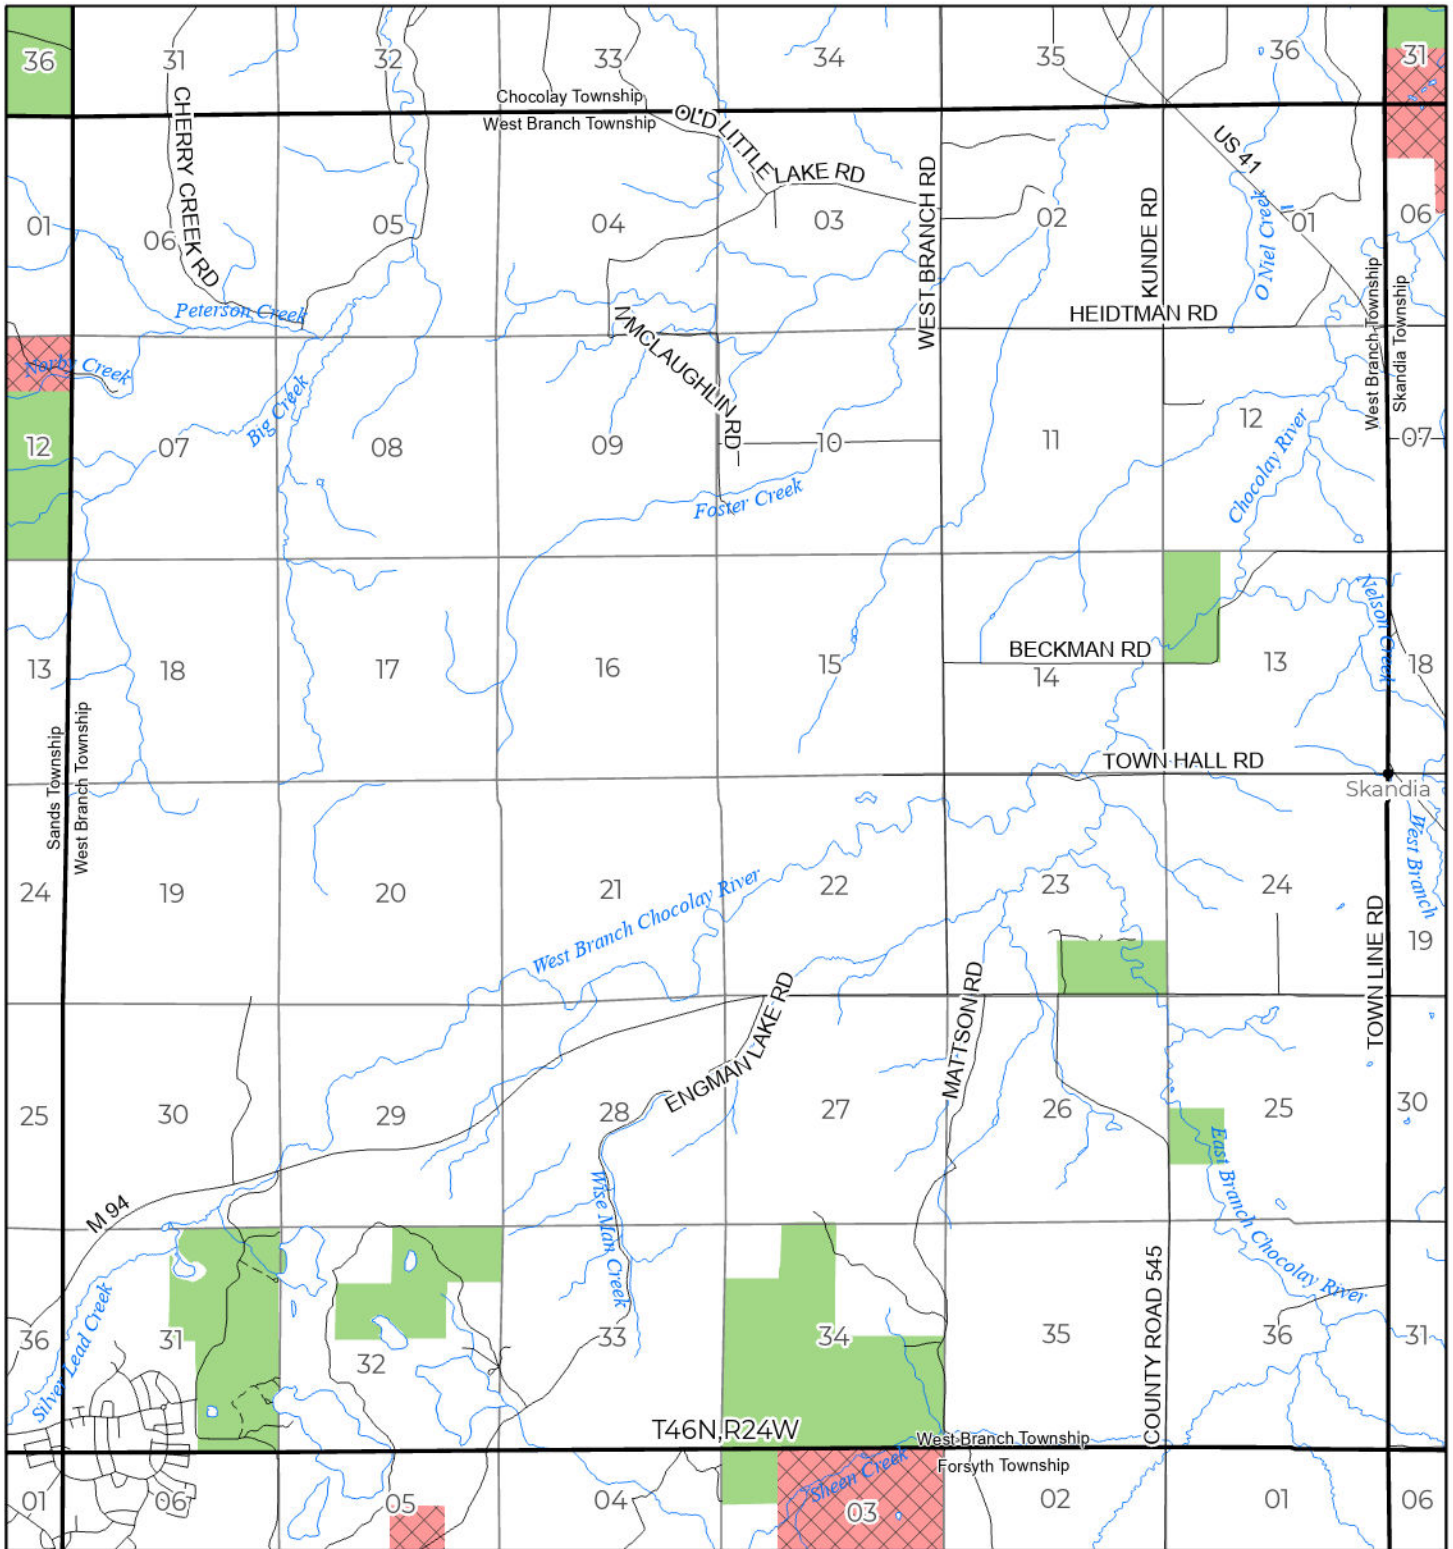 36
31
32
33
34
35
36
31
Chocolay Township
West Branch Township
CHERRY CREEK RD
OLD LITTLE
LAKE RD
US 41
WEST BRANCH RD
KUNDE RD
O Niel Creek
01
06
05
04
03
02
01
06
West Branch Township
Skandia Township
Peterson Creek
HEIDTMAN RD
Norby Creek
Big Creek
MCLAUGHLIN RD
Chocolay River
12
07
08
09
10
11
12
07
Foster Creek
Nelson Creek
BECKMAN RD
13
18
17
16
15
14
13
18
Sands Township
West Branch Township
TOWN HALL RD
Skandia
West Branch
24
19
20
21
22
23
24
19
West Branch Chocolay River
TOWN LINE RD
ENGMAN LAKE RD
MATTSON RD
25
30
29
28
27
26
25
30
M 94
Wise Man Creek
East Branch Chocolay River
COUNTY ROAD 545
Silver Lead Creek
36
31
32
33
34
35
36
31
T46N,R24W
West Branch Township
Forsyth Township
Sheen Creek
01
06
05
04
03
02
01
06